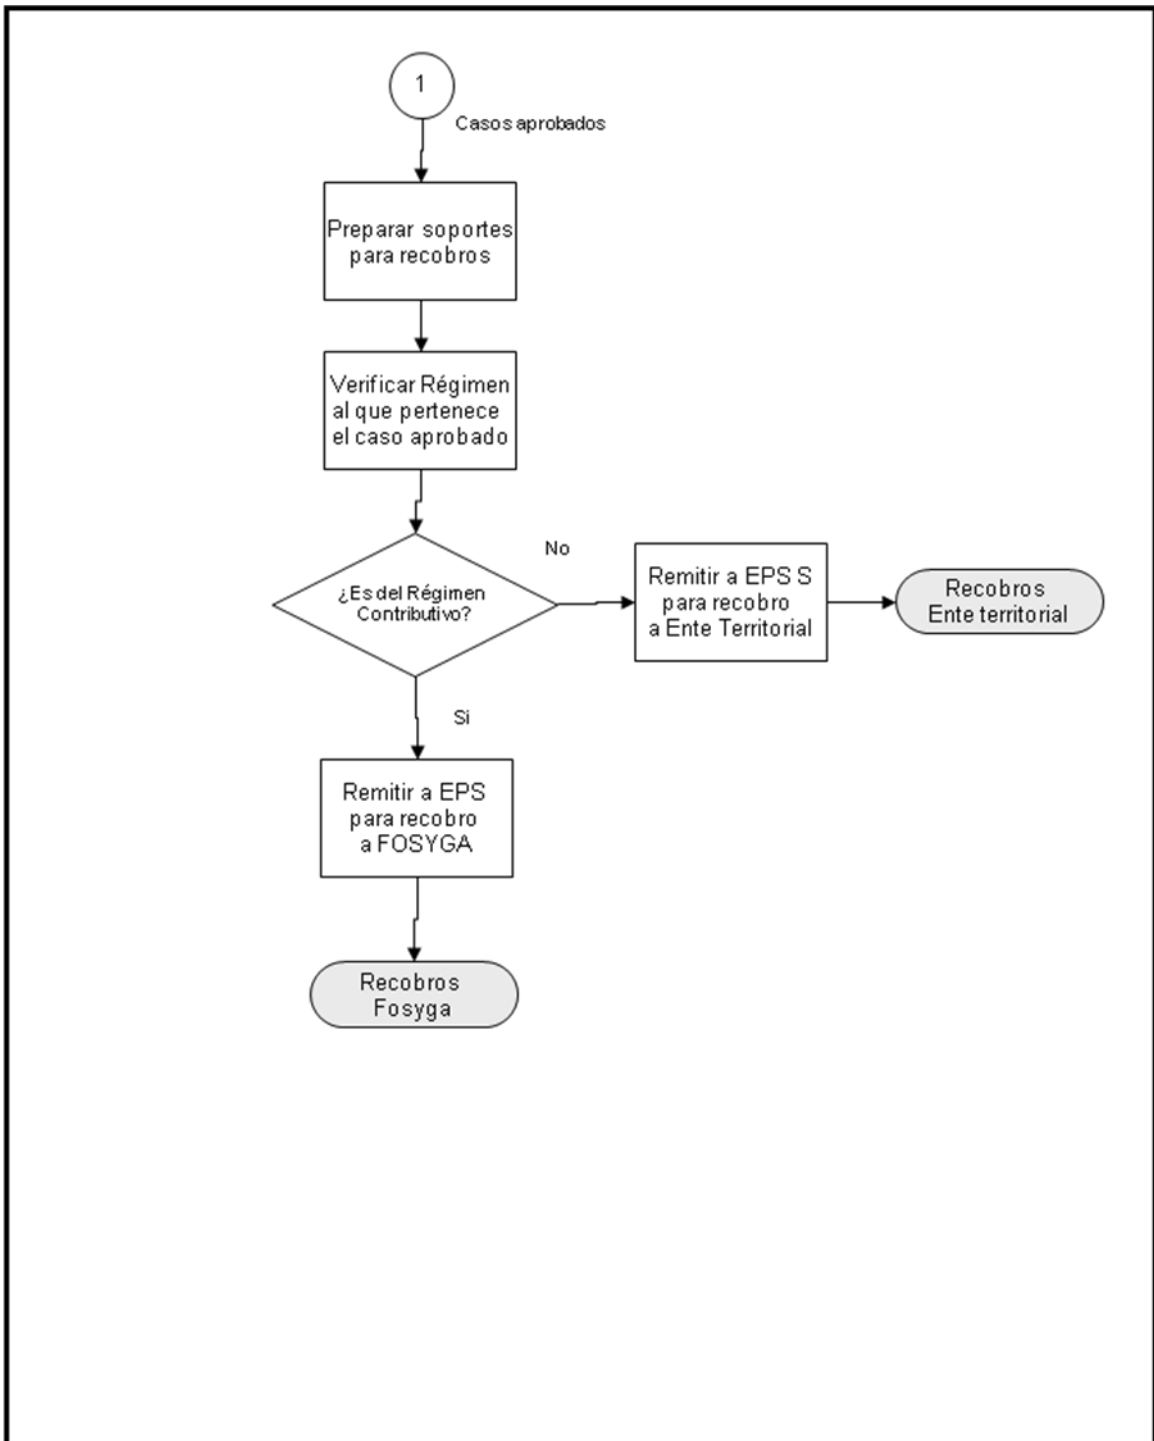 1
Casos aprobados
Preparar soportes
para recobros
Verificar Régimen
al que pertenece
el caso aprobado
¿Es del Régimen
Contributivo?
No
Remitir a EPS S
para recobro
a Ente Territorial
Recobros
Ente territorial
Si
Remitir a EPS
para recobro
a FOSYGA
Recobros
Fosyga